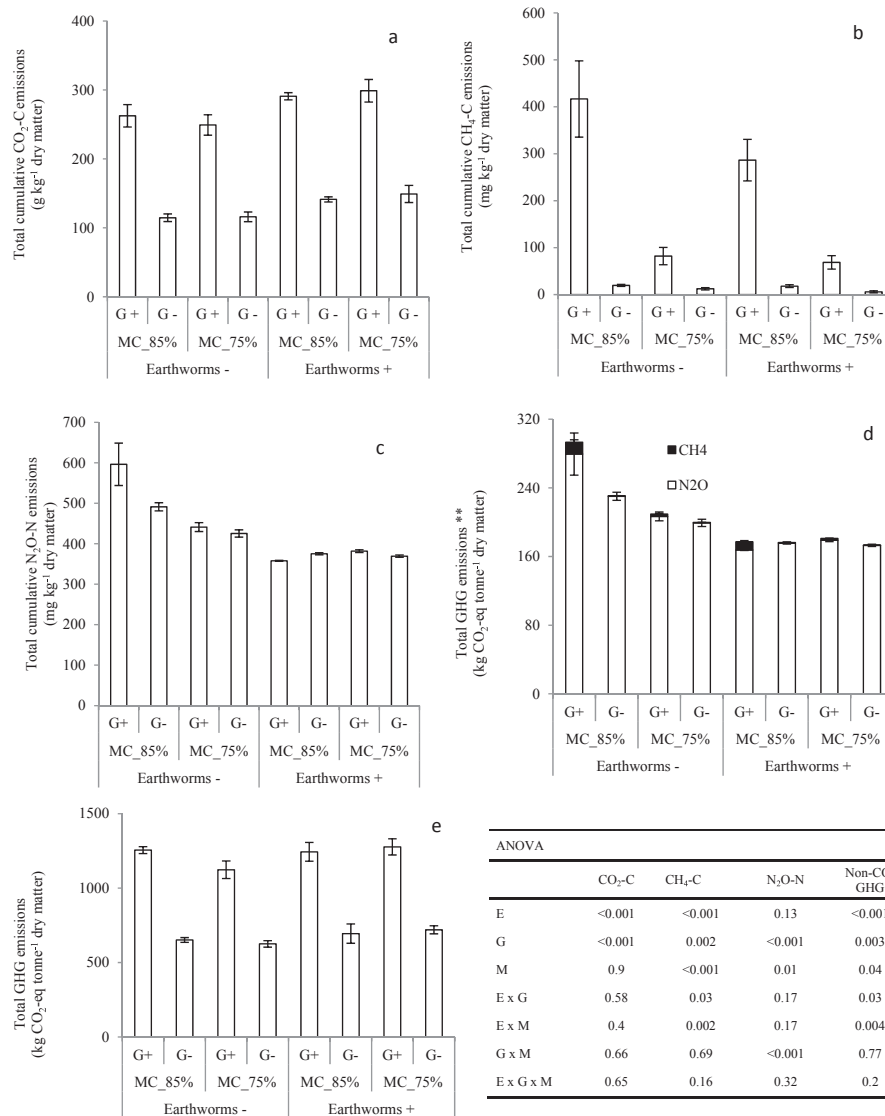 a
Total cumulative CO₂-C emissions
(g kg⁻¹ dry matter)
400
300
200
100
0
G + G - G + G - G + G - G + G -
MC_85% MC_75% MC_85% MC_75%
Earthworms - Earthworms +
b
Total cumulative CH₄-C emissions
(mg kg⁻¹ dry matter)
600
500
400
300
200
100
0
G + G - G + G - G + G - G + G -
MC_85% MC_75% MC_85% MC_75%
Earthworms - Earthworms +
c
Total cumulative N₂O-N emissions
(mg kg⁻¹ dry matter)
700
600
500
400
300
200
100
0
G+ G- G+ G- G+ G- G+ G-
MC_85% MC_75% MC_85% MC_75%
Earthworms - Earthworms +
d
CH4
N2O
Total GHG emissions **
(kg CO₂-eq tonne⁻¹ dry matter)
320
240
160
80
0
G+ G- G+ G- G+ G- G+ G-
MC_85% MC_75% MC_85% MC_75%
Earthworms - Earthworms +
e
Total GHG emissions
(kg CO₂-eq tonne⁻¹ dry matter)
1500
1000
500
0
G+ G- G+ G- G+ G- G+ G-
MC_85% MC_75% MC_85% MC_75%
Earthworms - Earthworms +
ANOVA
CO₂-C CH₄-C N₂O-N Non-CO
GHG
E <0.001 <0.001 0.13 <0.001
G <0.001 0.002 <0.001 0.003
M 0.9 <0.001 0.01 0.04
E x G 0.58 0.03 0.17 0.03
E x M 0.4 0.002 0.17 0.004
G x M 0.66 0.69 <0.001 0.77
E x G x M 0.65 0.16 0.32 0.2